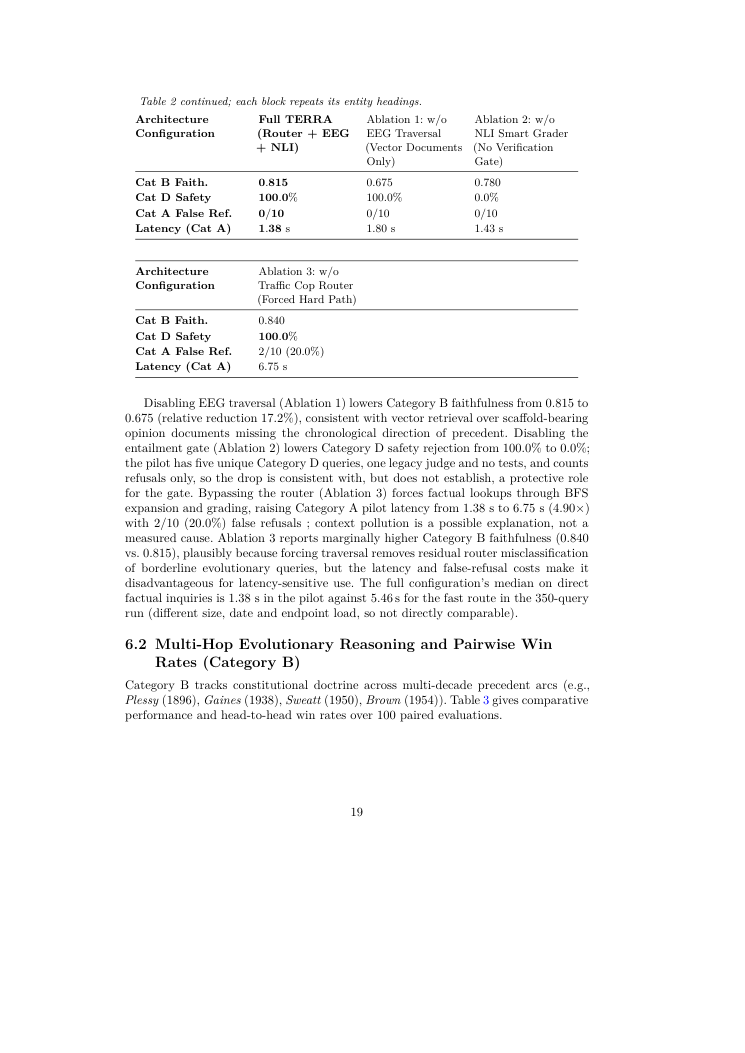 Table 2 continued; each block repeats its entity headings.
Architecture Configuration | Full TERRA (Router + EEG + NLI) | Ablation 1: w/o EEG Traversal (Vector Documents Only) | Ablation 2: w/o NLI Smart Grader (No Verification Gate)
Cat B Faith. 0.815 0.675 0.780
Cat D Safety 100.0% 100.0% 0.0%
Cat A False Ref. 0/10 0/10 0/10
Latency (Cat A) 1.38 s 1.80 s 1.43 s
Architecture Configuration | Ablation 3: w/o Traffic Cop Router (Forced Hard Path)
Cat B Faith. 0.840
Cat D Safety 100.0%
Cat A False Ref. 2/10 (20.0%)
Latency (Cat A) 6.75 s
Disabling EEG traversal (Ablation 1) lowers Category B faithfulness from 0.815 to
0.675 (relative reduction 17.2%), consistent with vector retrieval over scaffold-bearing
opinion documents missing the chronological direction of precedent. Disabling the
entailment gate (Ablation 2) lowers Category D safety rejection from 100.0% to 0.0%;
the pilot has five unique Category D queries, one legacy judge and no tests, and counts
refusals only, so the drop is consistent with, but does not establish, a protective role
for the gate. Bypassing the router (Ablation 3) forces factual lookups through BFS
expansion and grading, raising Category A pilot latency from 1.38 s to 6.75 s (4.90×)
with 2/10 (20.0%) false refusals ; context pollution is a possible explanation, not a
measured cause. Ablation 3 reports marginally higher Category B faithfulness (0.840
vs. 0.815), plausibly because forcing traversal removes residual router misclassification
of borderline evolutionary queries, but the latency and false-refusal costs make it
disadvantageous for latency-sensitive use. The full configuration's median on direct
factual inquiries is 1.38 s in the pilot against 5.46 s for the fast route in the 350-query
run (different size, date and endpoint load, so not directly comparable).
6.2 Multi-Hop Evolutionary Reasoning and Pairwise Win
Rates (Category B)
Category B tracks constitutional doctrine across multi-decade precedent arcs (e.g.,
Plessy (1896), Gaines (1938), Sweatt (1950), Brown (1954)). Table 3 gives comparative
performance and head-to-head win rates over 100 paired evaluations.
19